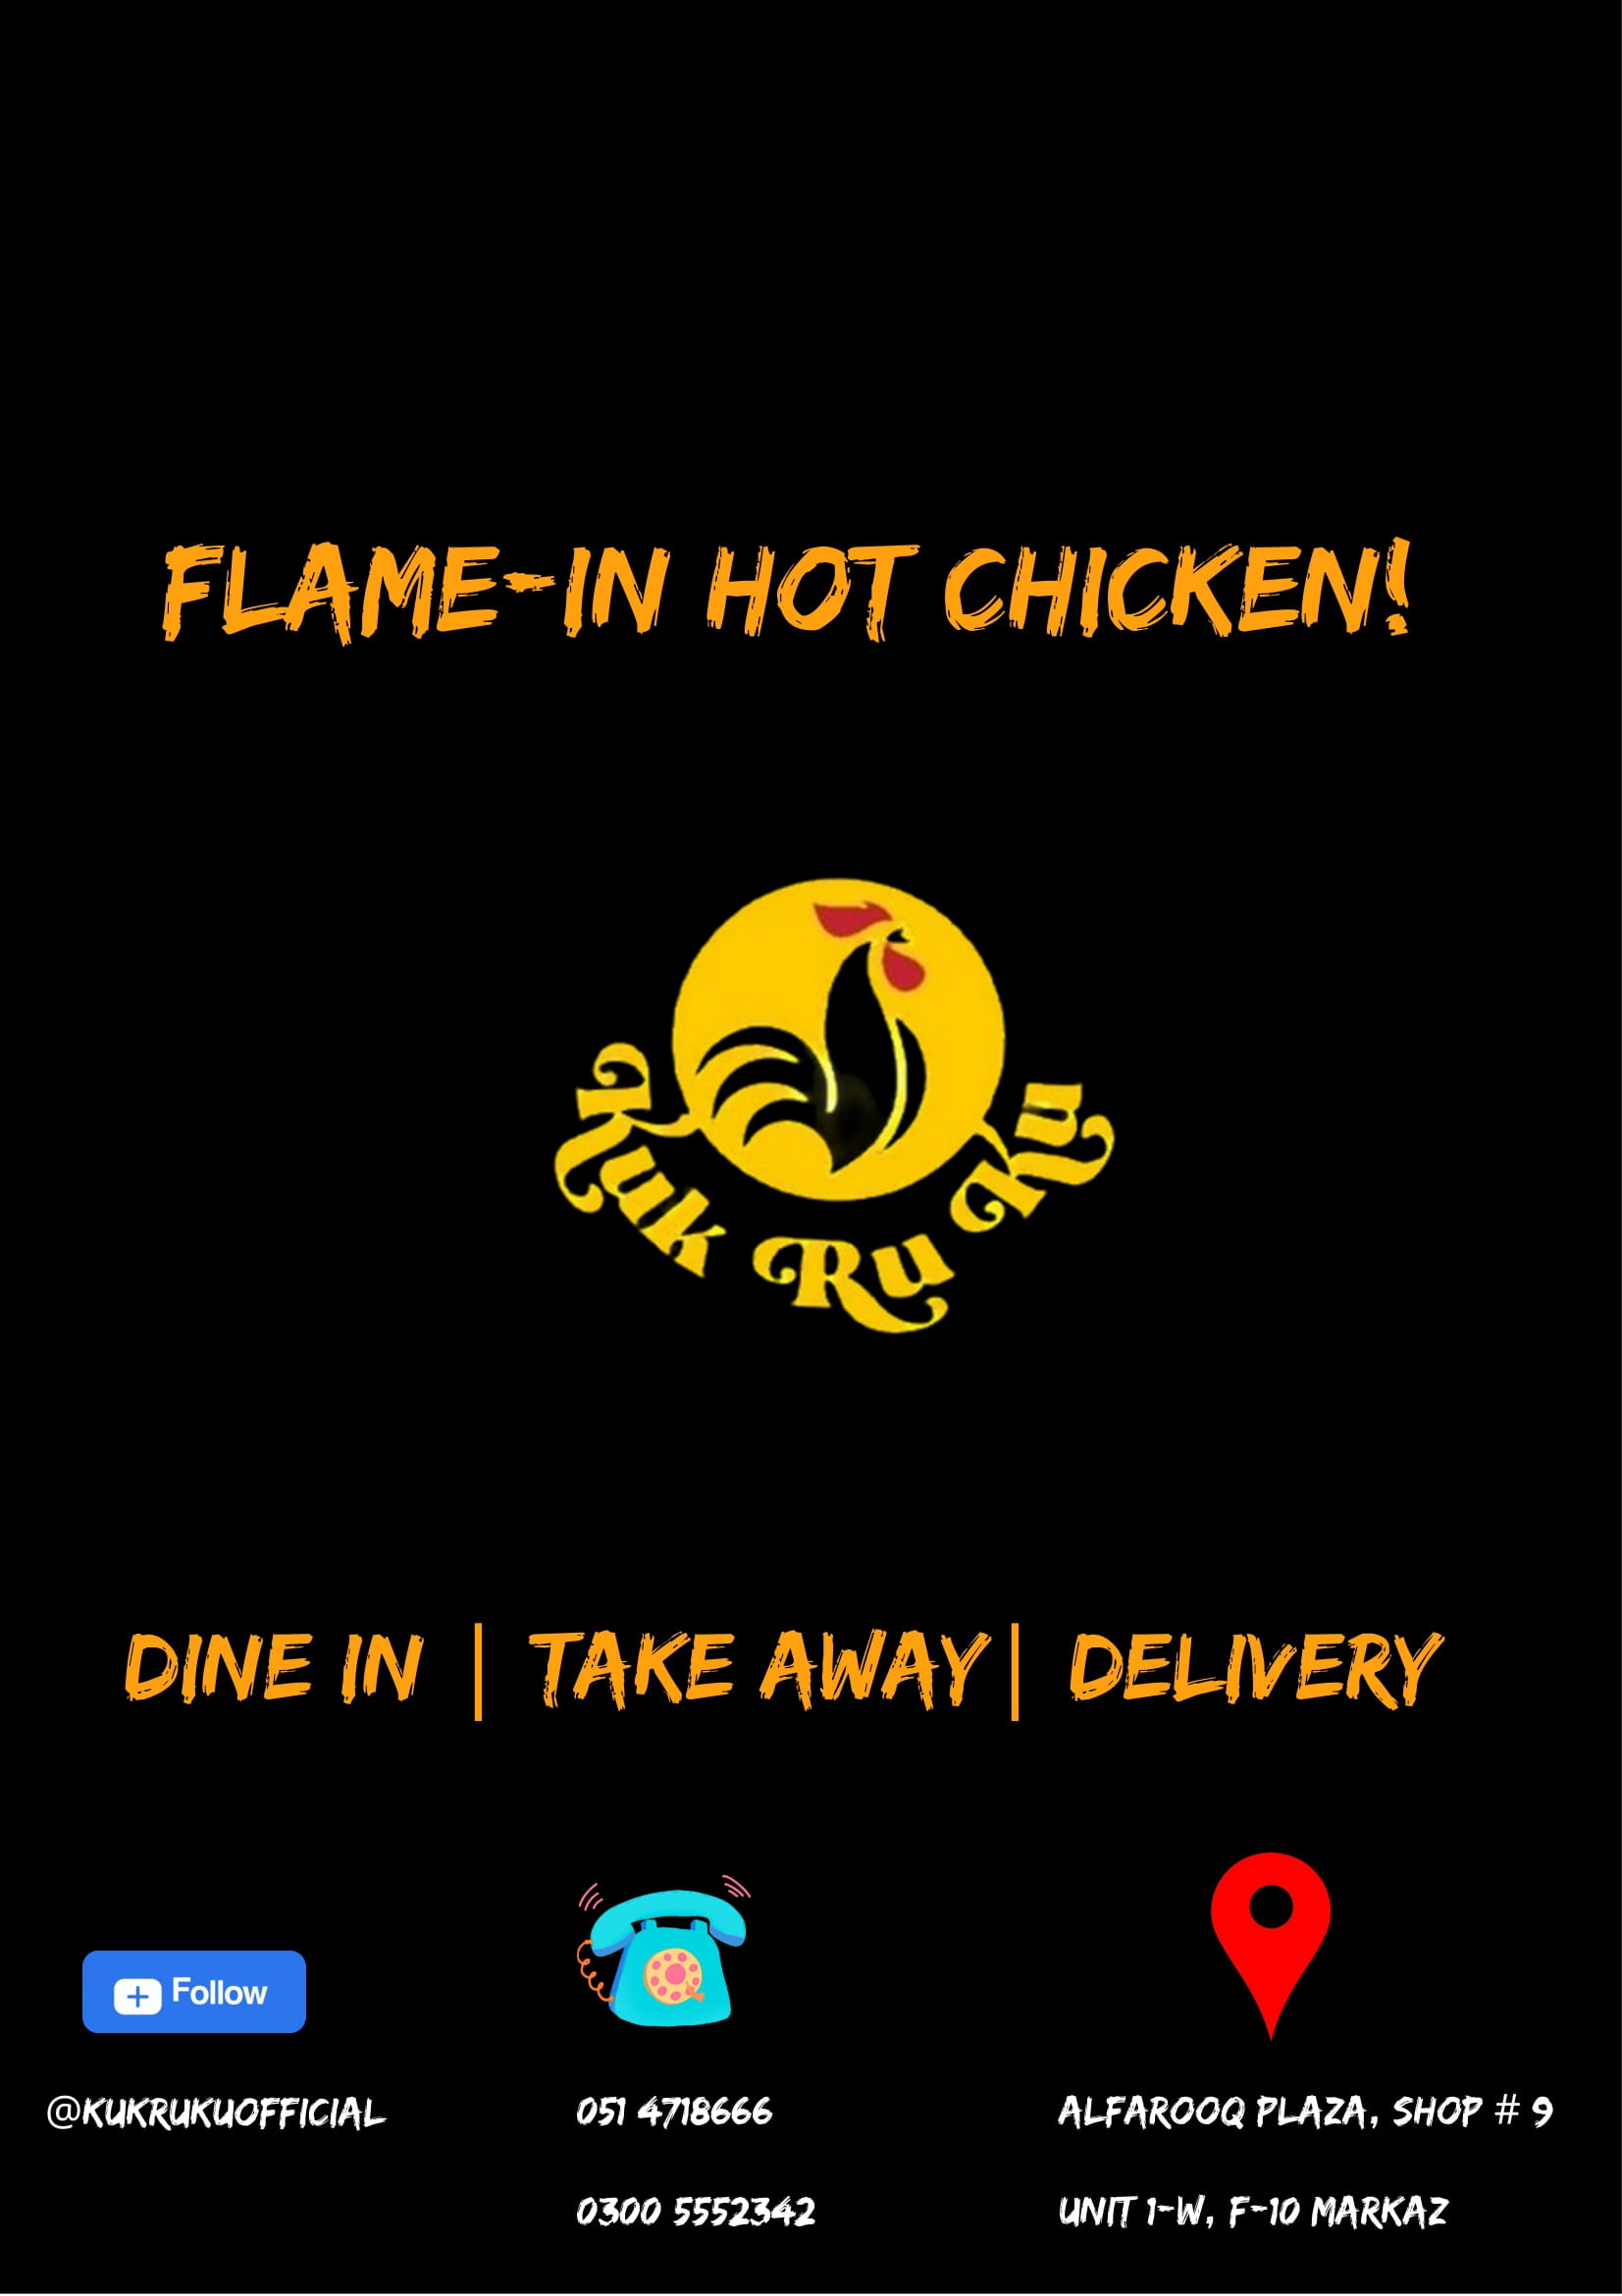 FLAME-IN HOT CHICKEN!
Kuk Ru Ku
DINE IN | TAKE AWAY | DELIVERY
Follow
@KUKRUKUOFFICIAL
051 4718666
0300 5552342
ALFAROOQ PLAZA, SHOP # 9
UNIT 1-W, F-10 MARKAZ